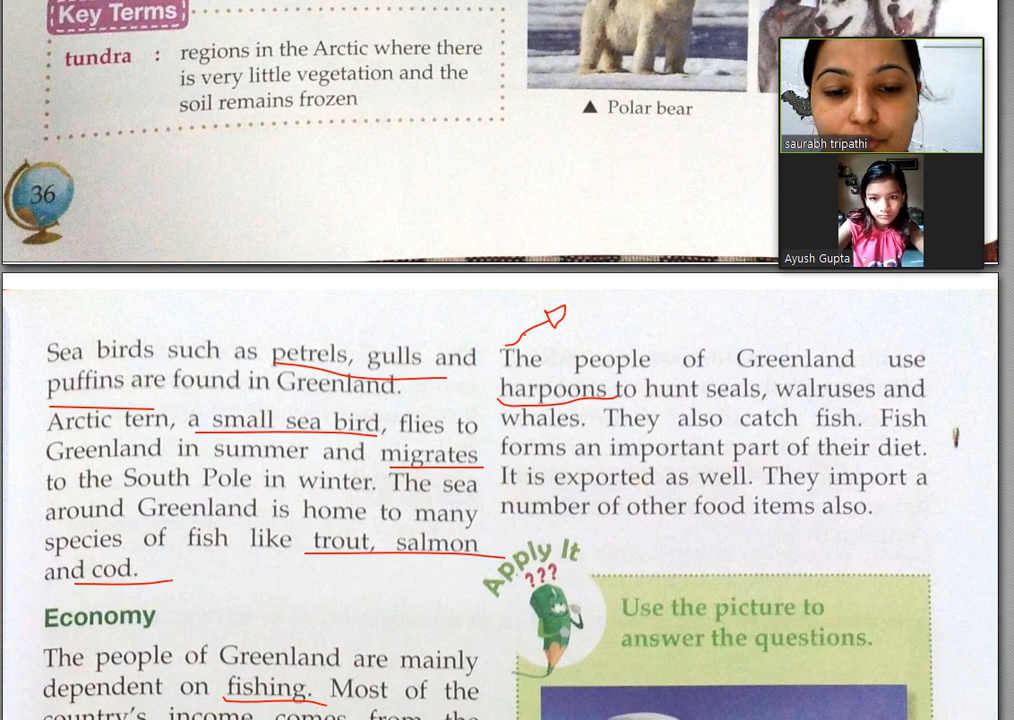 Key Terms
tundra : regions in the Arctic where there
is very little vegetation and the
soil remains frozen
▲ Polar bear
saurabh tripathi
Ayush Gupta
36
Sea birds such as petrels, gulls and
puffins are found in Greenland.
Arctic tern, a small sea bird, flies to
Greenland in summer and migrates
to the South Pole in winter. The sea
around Greenland is home to many
species of fish like trout, salmon
and cod.
Economy
The people of Greenland are mainly
dependent on fishing. Most of the
country's income comes from the
The people of Greenland use
harpoons to hunt seals, walruses and
whales. They also catch fish. Fish
forms an important part of their diet.
It is exported as well. They import a
number of other food items also.
Apply It
???
Use the picture to
answer the questions.